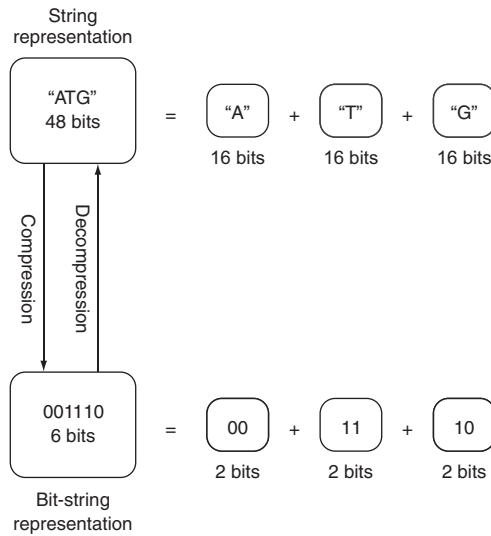 String
representation
“ATG”
48 bits
=
“A”
+
“T”
+
“G”
16 bits
16 bits
16 bits
Compression
Decompression
001110
6 bits
=
00
+
11
+
10
2 bits
2 bits
2 bits
Bit-string
representation